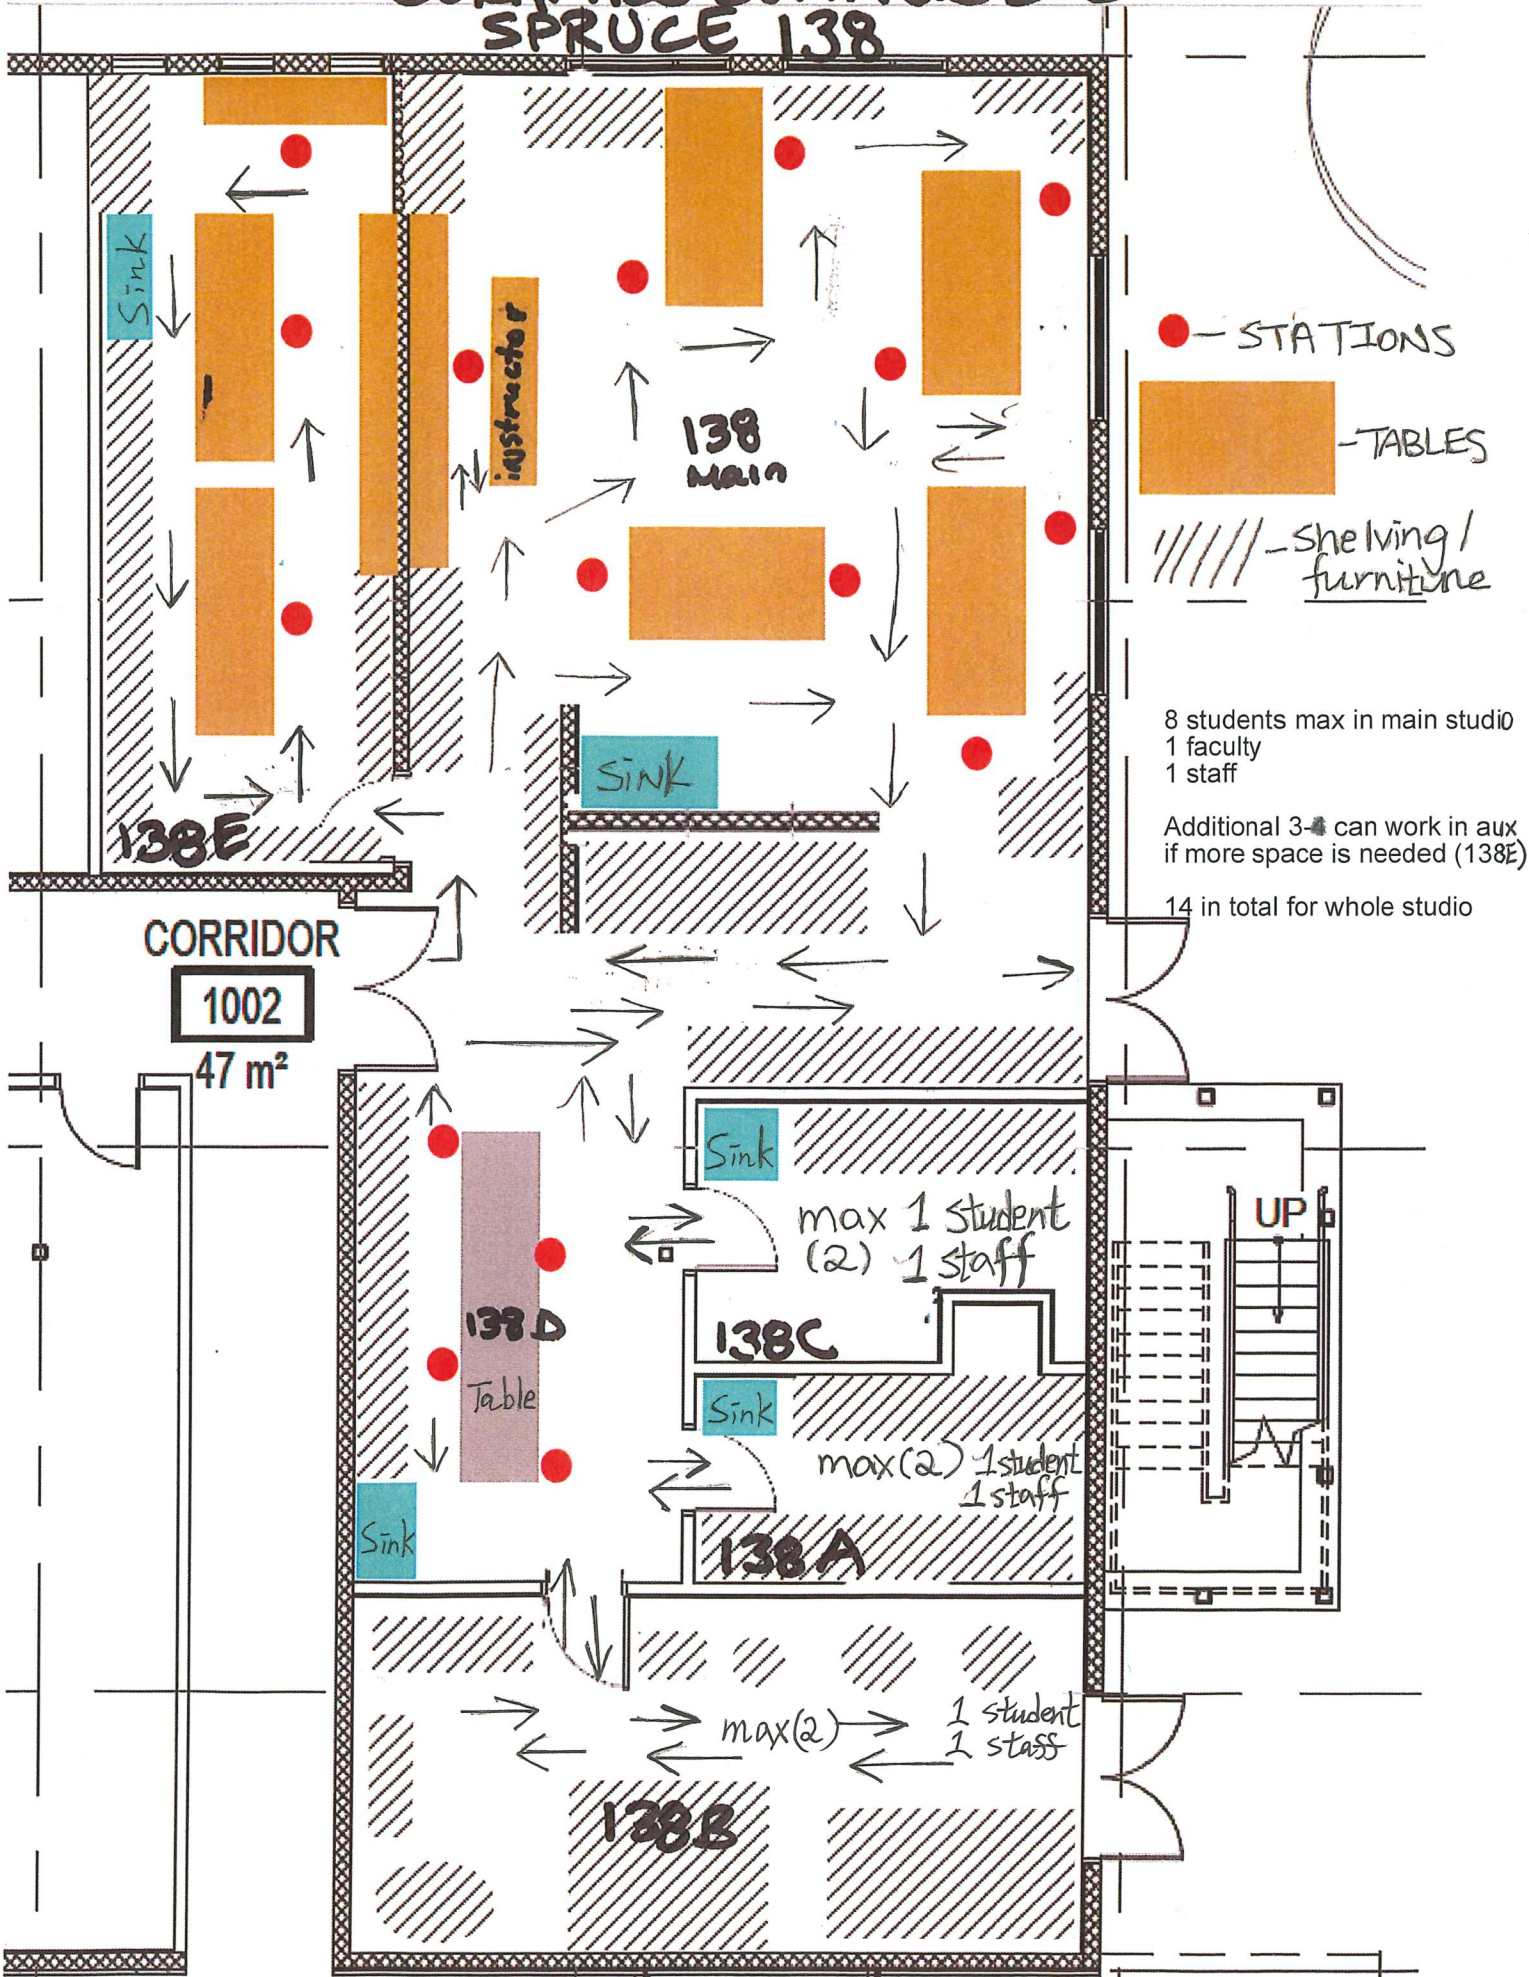 SPRUCE 138
Sink
instructor
138
Main
- STATIONS
- TABLES
- shelving/
furniture
8 students max in main studio
1 faculty
1 staff
Additional 3-4 can work in aux
if more space is needed (138E)
14 in total for whole studio
SINK
138E
CORRIDOR
1002
47 m²
Sink
max 1 student
(2) 1 staff
138C
UP
138D
Table
Sink
max(2) 1 student
1 staff
138A
Sink
max(2)
1 student
1 staff
138B